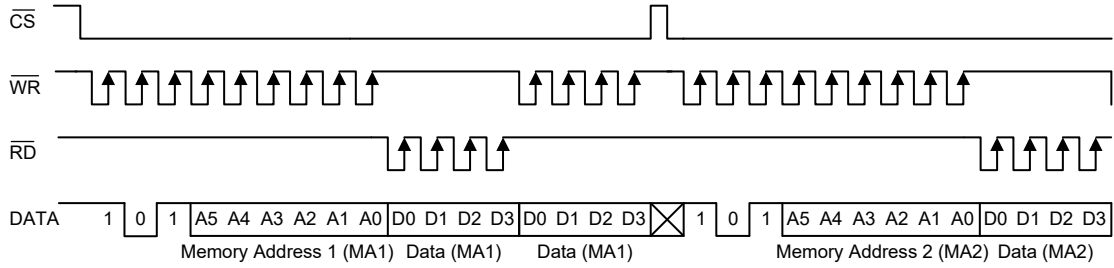 CS
WR
RD
DATA 1 0 1 A5 A4 A3 A2 A1 A0 D0 D1 D2 D3 D0 D1 D2 D3 1 0 1 A5 A4 A3 A2 A1 A0 D0 D1 D2 D3
Memory Address 1 (MA1) Data (MA1) Data (MA1) Memory Address 2 (MA2) Data (MA2)